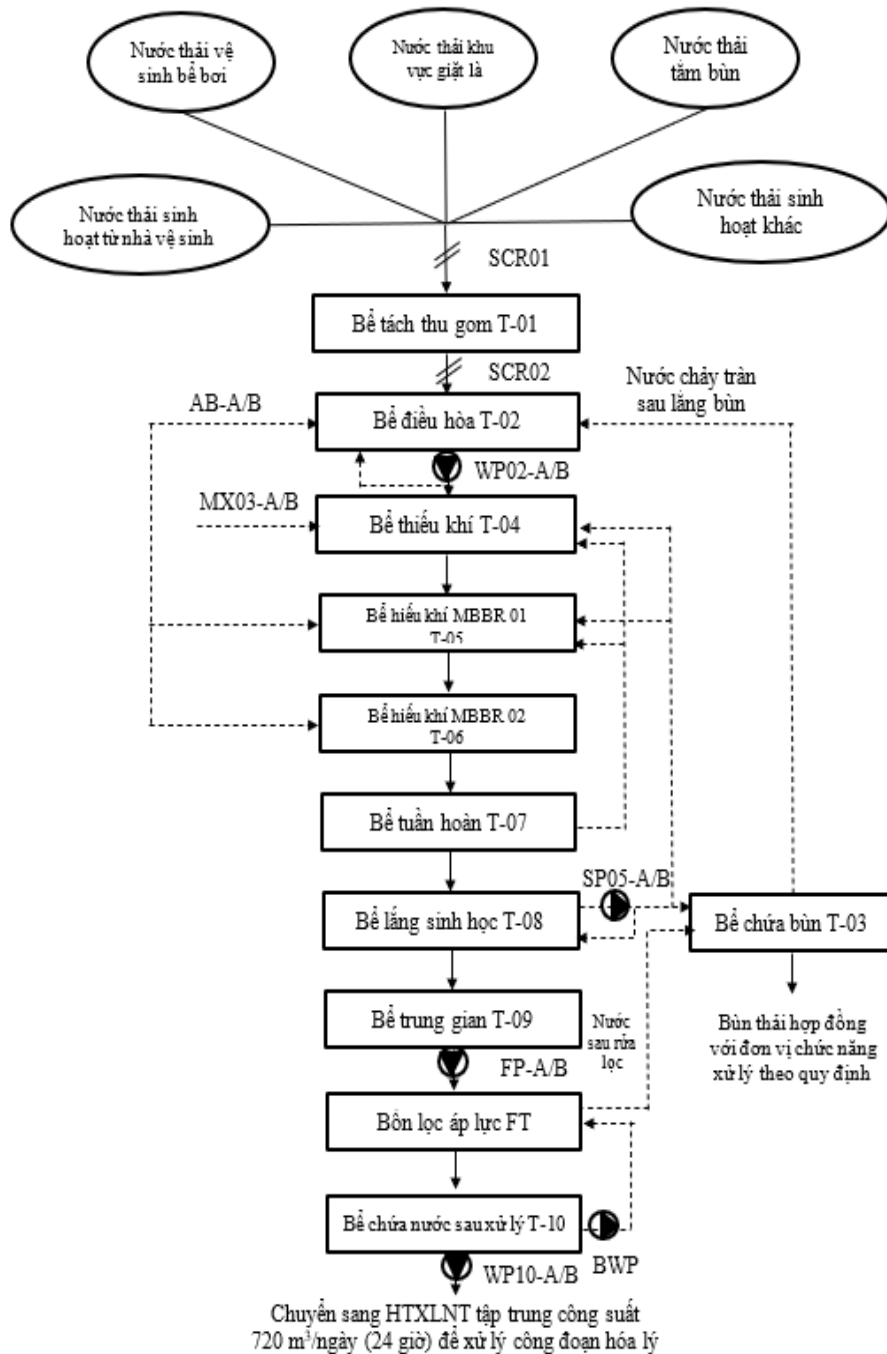 Nước thải vệ
sinh bể bơi
Nước thải khu
vực giặt là
Nước thải
tắm bùn
Nước thải sinh
hoạt từ nhà vệ sinh
Nước thải sinh
hoạt khác
SCR01
Bể tách thu gom T-01
SCR02
Nước chảy tràn
sau lắng bùn
AB-A/B
Bể điều hòa T-02
WP02-A/B
MX03-A/B
Bể thiếu khí T-04
Bể hiếu khí MBBR 01
T-05
Bể hiếu khí MBBR 02
T-06
Bể tuần hoàn T-07
SP05-A/B
Bể lắng sinh học T-08
Bể chứa bùn T-03
Bể trung gian T-09
Nước
sau rửa
lọc
Bùn thải hợp đồng
với đơn vị chức năng
xử lý theo quy định
FP-A/B
Bồn lọc áp lực FT
Bể chứa nước sau xử lý T-10
BWP
WP10-A/B
Chuyển sang HTXLNT tập trung công suất
720 m³/ngày (24 giờ) để xử lý công đoạn hóa lý